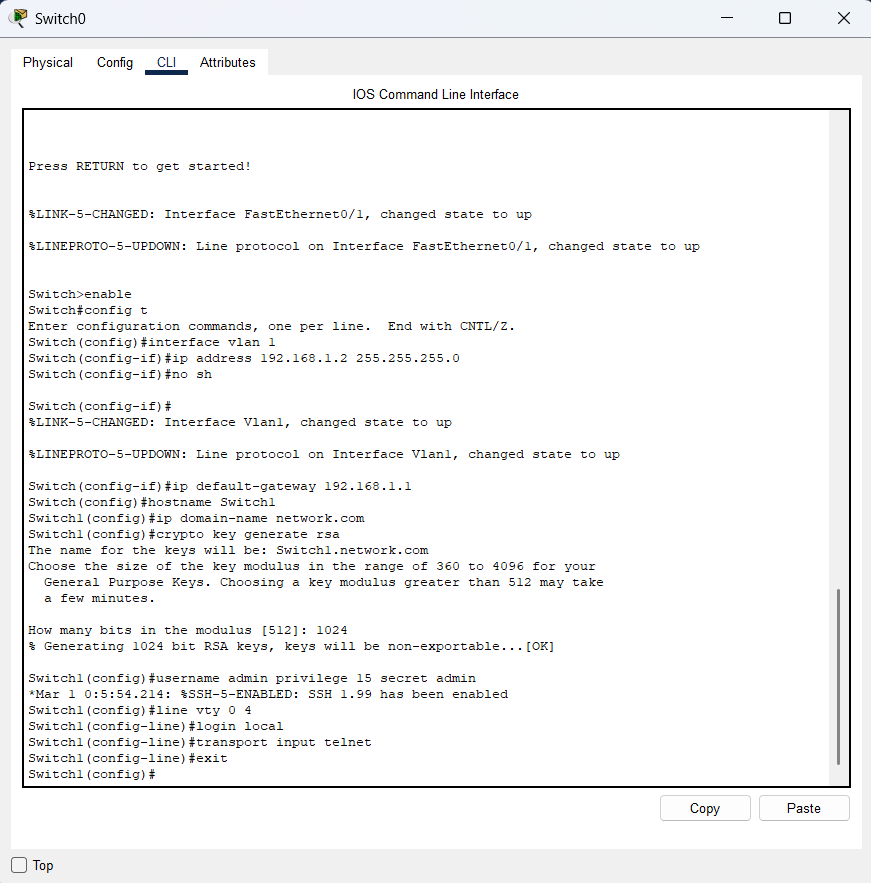 Switch0
Physical Config CLI Attributes
IOS Command Line Interface
Press RETURN to get started!
%LINK-5-CHANGED: Interface FastEthernet0/1, changed state to up
%LINEPROTO-5-UPDOWN: Line protocol on Interface FastEthernet0/1, changed state to up
Switch>enable
Switch#config t
Enter configuration commands, one per line.  End with CNTL/Z.
Switch(config)#interface vlan 1
Switch(config-if)#ip address 192.168.1.2 255.255.255.0
Switch(config-if)#no sh
Switch(config-if)#
%LINK-5-CHANGED: Interface Vlan1, changed state to up
%LINEPROTO-5-UPDOWN: Line protocol on Interface Vlan1, changed state to up
Switch(config-if)#ip default-gateway 192.168.1.1
Switch(config)#hostname Switch1
Switch1(config)#ip domain-name network.com
Switch1(config)#crypto key generate rsa
The name for the keys will be: Switch1.network.com
Choose the size of the key modulus in the range of 360 to 4096 for your
General Purpose Keys. Choosing a key modulus greater than 512 may take
a few minutes.
How many bits in the modulus [512]: 1024
% Generating 1024 bit RSA keys, keys will be non-exportable...[OK]
Switch1(config)#username admin privilege 15 secret admin
*Mar 1 0:5:54.214: %SSH-5-ENABLED: SSH 1.99 has been enabled
Switch1(config)#line vty 0 4
Switch1(config-line)#login local
Switch1(config-line)#transport input telnet
Switch1(config-line)#exit
Switch1(config)#
Copy Paste
Top